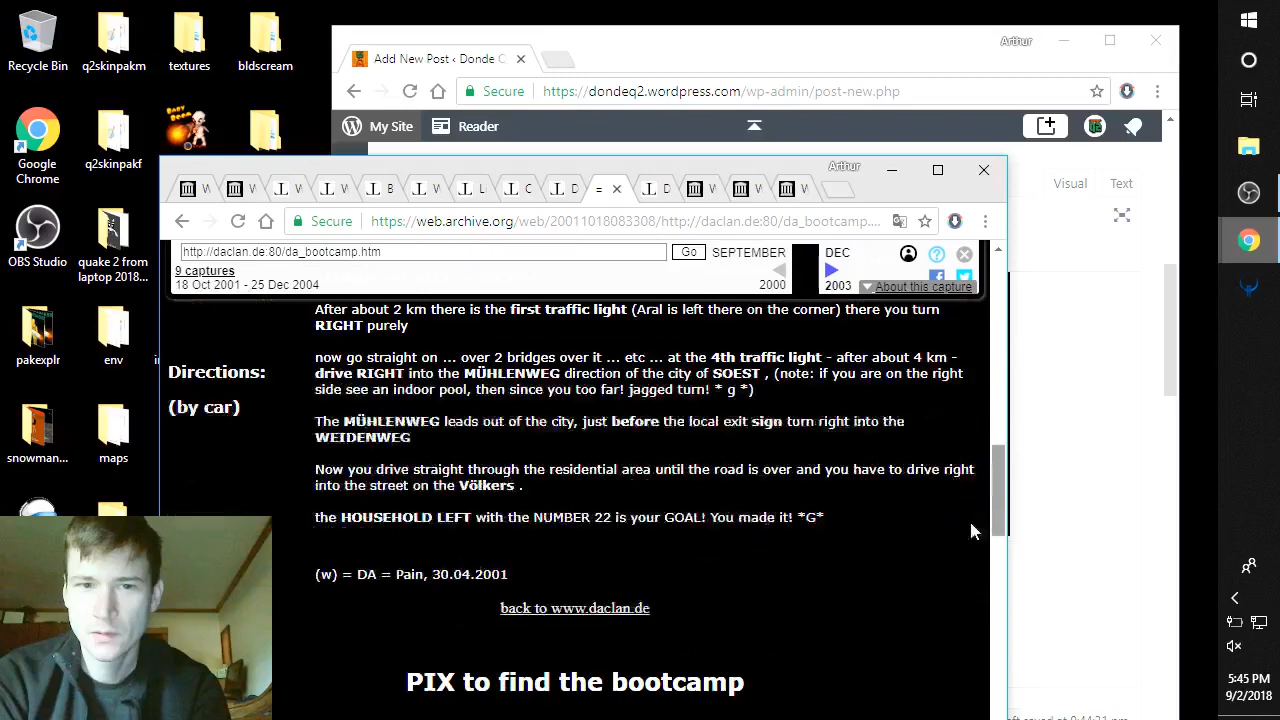 Recycle Bin
q2skinpakm
textures
bldscream
Google
Chrome
q2skinpakf
OBS Studio
quake 2 from
laptop 2018...
pakexplr
env
snowman...
maps
Arthur
Add New Post ‹ Donde Q
Secure
https://dondeq2.wordpress.com/wp-admin/post-new.php
My Site
Reader
Visual
Text
Arthur
Secure
https://web.archive.org/web/20011018083308/http://daclan.de:80/da_bootcamp....
http://daclan.de:80/da_bootcamp.htm
Go
SEPTEMBER
DEC
9 captures
18 Oct 2001 - 25 Dec 2004
2000
2003
About this capture
After about 2 km there is the first traffic light (Aral is left there on the corner) there you turn
RIGHT purely
now go straight on ... over 2 bridges over it ... etc ... at the 4th traffic light - after about 4 km -
drive RIGHT into the MÜHLENWEG direction of the city of SOEST , (note: if you are on the right
side see an indoor pool, then since you too far! jagged turn! * g *)
Directions:
(by car)
The MÜHLENWEG leads out of the city, just before the local exit sign turn right into the
WEIDENWEG
Now you drive straight through the residential area until the road is over and you have to drive right
into the street on the Völkers .
the HOUSEHOLD LEFT with the NUMBER 22 is your GOAL! You made it! *G*
(w) = DA = Pain, 30.04.2001
back to www.daclan.de
PIX to find the bootcamp
5:45 PM
9/2/2018